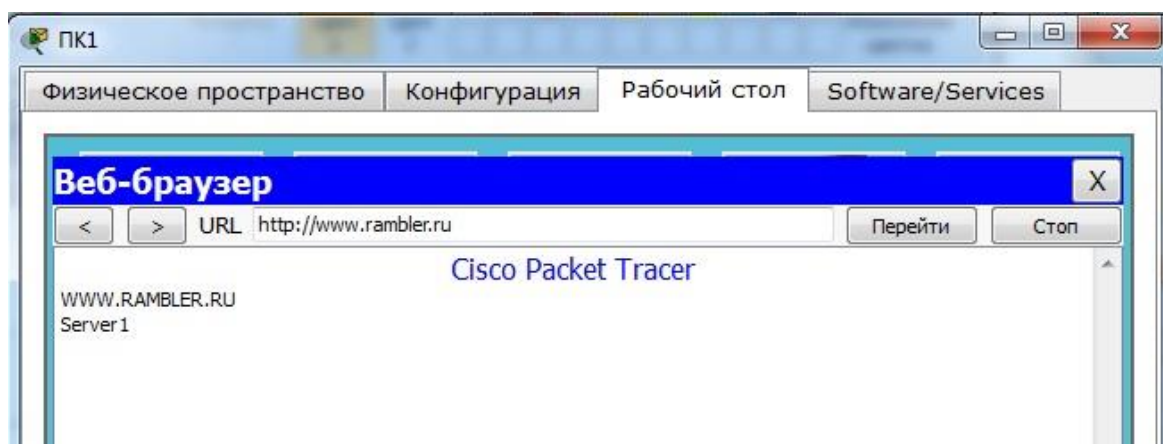 ПК1
Физическое пространство Конфигурация Рабочий стол Software/Services
Веб-браузер X
< > URL http://www.rambler.ru Перейти Стоп
Cisco Packet Tracer
WWW.RAMBLER.RU
Server1